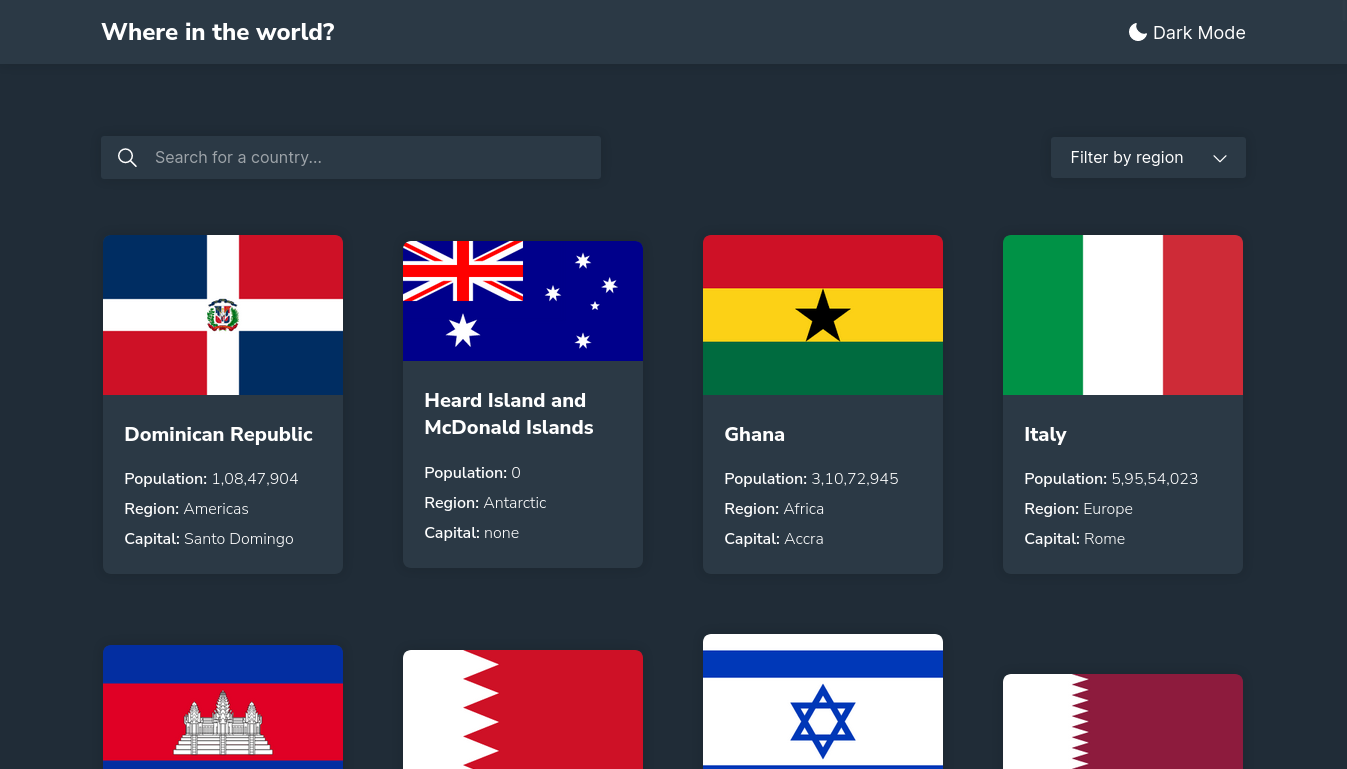 Where in the world?
Dark Mode
Search for a country...
Filter by region
Dominican Republic
Population: 1,08,47,904
Region: Americas
Capital: Santo Domingo
Heard Island and
McDonald Islands
Population: 0
Region: Antarctic
Capital: none
Ghana
Population: 3,10,72,945
Region: Africa
Capital: Accra
Italy
Population: 5,95,54,023
Region: Europe
Capital: Rome